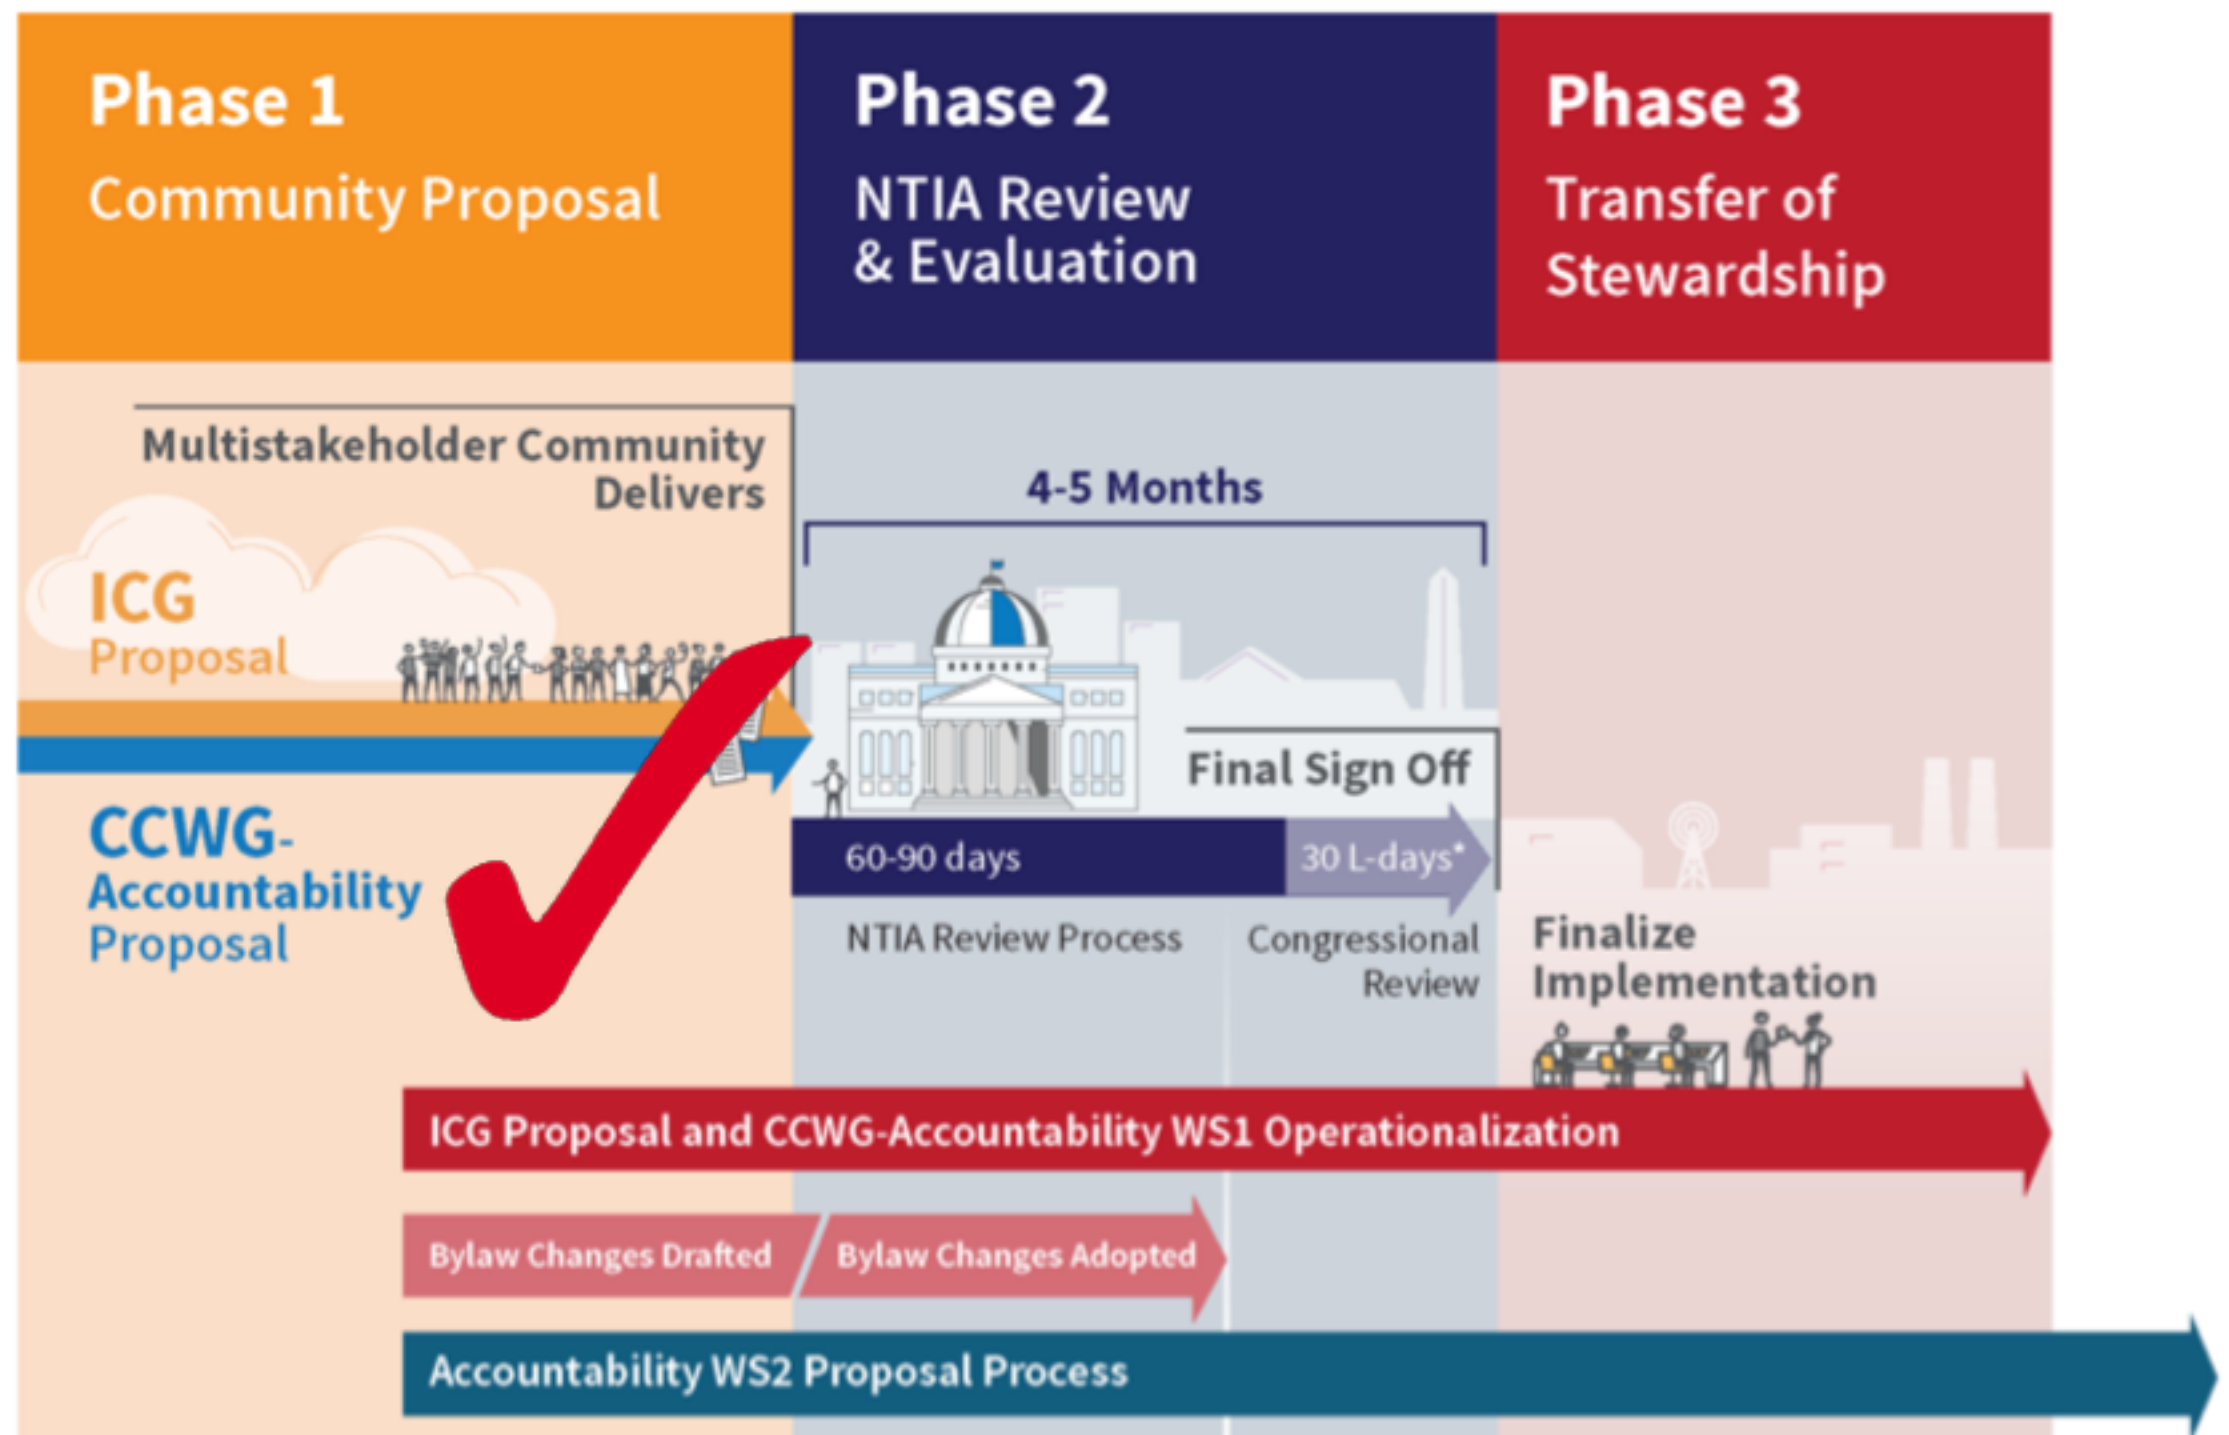 Phase 1
Community Proposal
Phase 2
NTIA Review
& Evaluation
Phase 3
Transfer of
Stewardship
Multistakeholder Community
Delivers
ICG
Proposal
CCWG-
Accountability
Proposal
4-5 Months
Final Sign Off
60-90 days
30 L-days*
NTIA Review Process
Congressional
Review
Finalize
Implementation
ICG Proposal and CCWG-Accountability WS1 Operationalization
Bylaw Changes Drafted
Bylaw Changes Adopted
Accountability WS2 Proposal Process